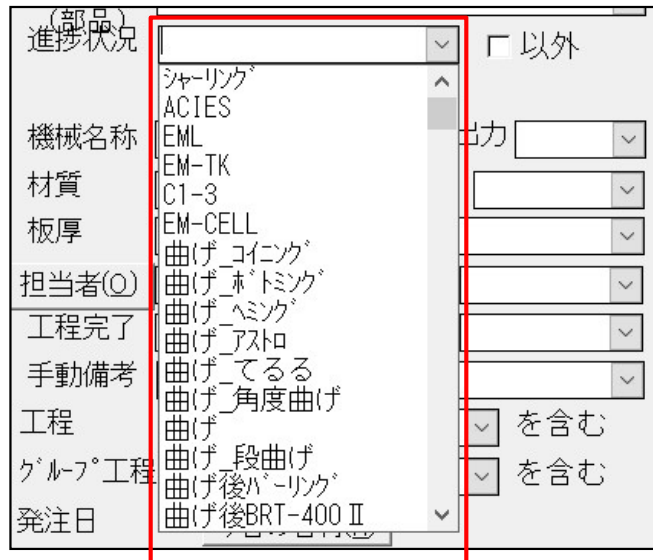 (部品)
進捗状況
以外
シャーリング
ACIES
機械名称
EML
出力
EM-TK
材質
C1-3
板厚
EM-CELL
曲げ_コイニング
担当者(O)
曲げ_ボトミング
曲げ_ヘミング
工程完了
曲げ_アストロ
曲げ_てるる
手動備考
曲げ_角度曲げ
工程
曲げ
を含む
曲げ_段曲げ
グループ工程
を含む
曲げ後バーリング
発注日
曲げ後BRT-400Ⅱ